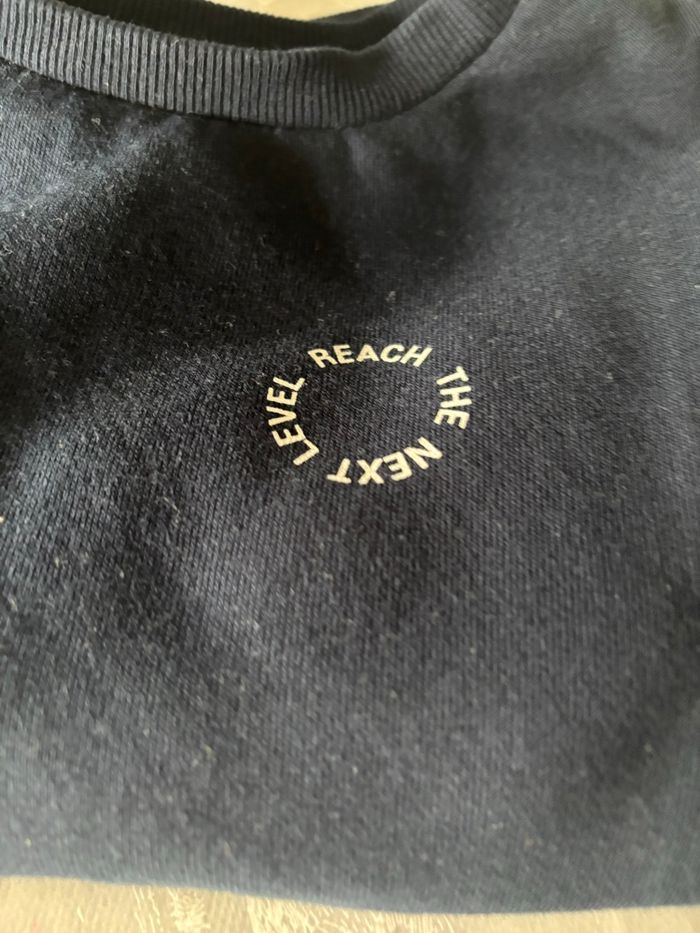 REACH THE NEXT LEVEL